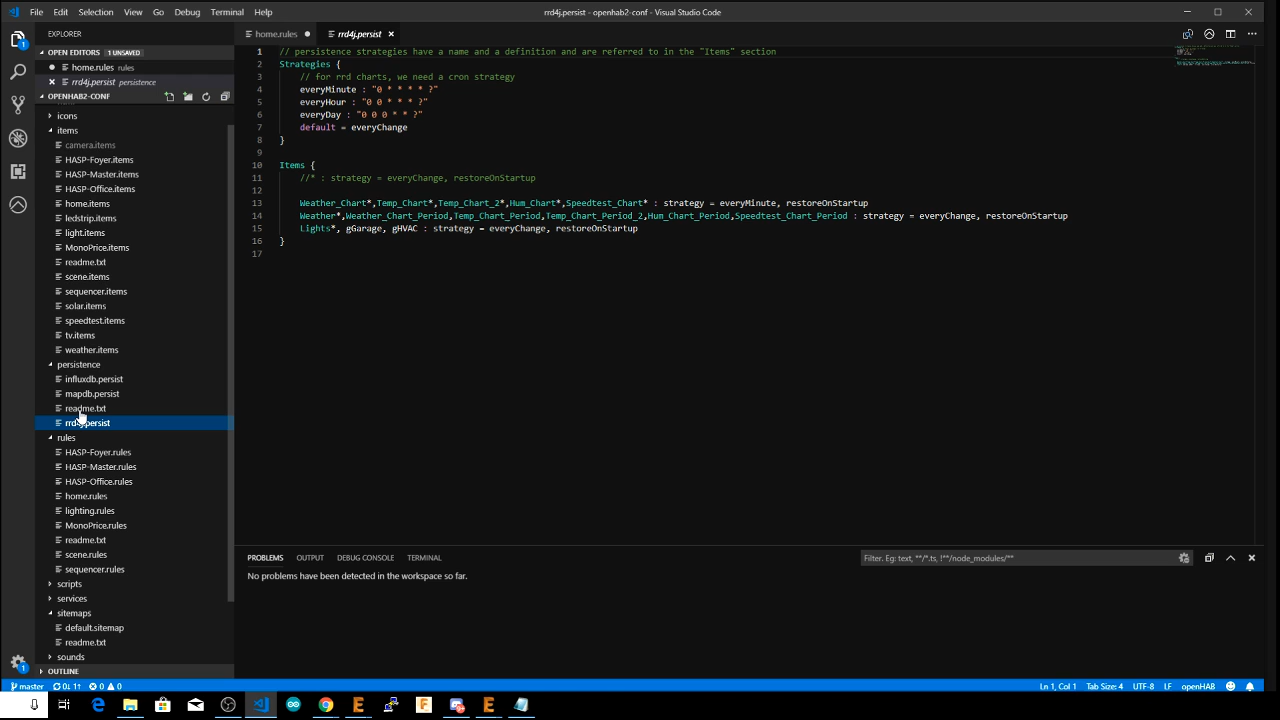 File Edit Selection View Go Debug Terminal Help
rrd4j.persist - openhab2-conf - Visual Studio Code
EXPLORER
OPEN EDITORS 1 UNSAVED
home.rules rules
rrd4j.persist persistence
OPENHAB2-CONF
icons
items
camera.items
HASP-Foyer.items
HASP-Master.items
HASP-Office.items
home.items
ledstrip.items
light.items
MonoPrice.items
readme.txt
scene.items
sequencer.items
solar.items
speedtest.items
tv.items
weather.items
persistence
influxdb.persist
mapdb.persist
readme.txt
rrd4j.persist
rules
HASP-Foyer.rules
HASP-Master.rules
HASP-Office.rules
home.rules
lighting.rules
MonoPrice.rules
readme.txt
scene.rules
sequencer.rules
scripts
services
sitemaps
default.sitemap
readme.txt
sounds
OUTLINE
home.rules
rrd4j.persist
1 // persistence strategies have a name and a definition and are referred to in the "Items" section
2 Strategies {
3 // for rrd charts, we need a cron strategy
4 everyMinute : "0 * * * * ?"
5 everyHour : "0 0 * * * ?"
6 everyDay : "0 0 0 * * ?"
7 default = everyChange
8 }
9
10 Items {
11 //* : strategy = everyChange, restoreOnStartup
12
13 Weather_Chart*,Temp_Chart*,Temp_Chart_2*,Hum_Chart*,Speedtest_Chart* : strategy = everyMinute, restoreOnStartup
14 Weather*,Weather_Chart_Period,Temp_Chart_Period,Temp_Chart_Period_2,Hum_Chart_Period,Speedtest_Chart_Period : strategy = everyChange, restoreOnStartup
15 Lights*, gGarage, gHVAC : strategy = everyChange, restoreOnStartup
16 }
17
PROBLEMS OUTPUT DEBUG CONSOLE TERMINAL
Filter. Eg: text, **/*.ts, !**/node_modules/**
No problems have been detected in the workspace so far.
master 0↓ 1↑ 0 0
Ln 1, Col 1 Tab Size: 4 UTF-8 LF openHAB